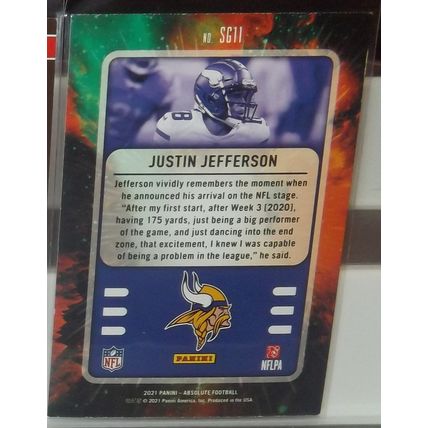 NO. SG11
18
JUSTIN JEFFERSON
Jefferson vividly remembers the moment when
he announced his arrival on the NFL stage.
"After my first start, after Week 3 [2020],
having 175 yards, just being a big performer
of the game, and just dancing into the end
zone, that excitement, I knew I was capable
of being a problem in the league," he said.
NFL
PANINI
NFLPA
2021 PANINI - ABSOLUTE FOOTBALL
© 2021 Panini America, Inc. Produced in the USA.